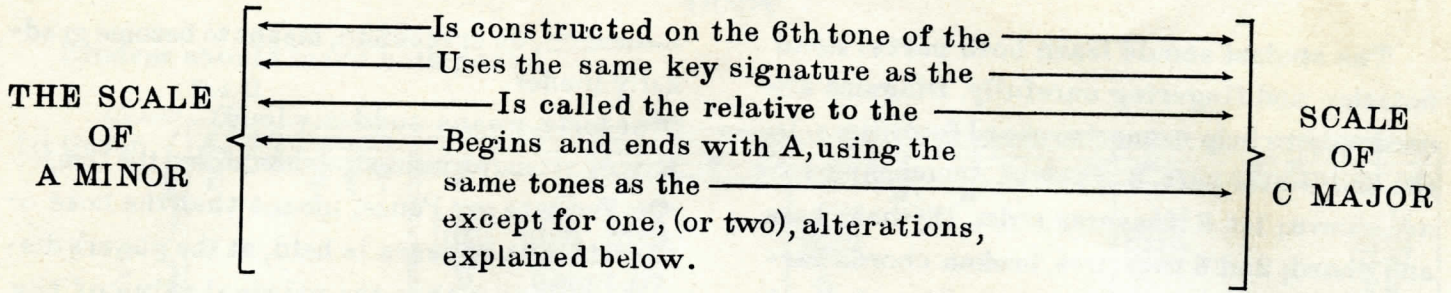 THE SCALE
OF
A MINOR
Is constructed on the 6th tone of the
Uses the same key signature as the
Is called the relative to the
Begins and ends with A, using the
same tones as the
except for one, (or two), alterations,
explained below.
SCALE
OF
C MAJOR